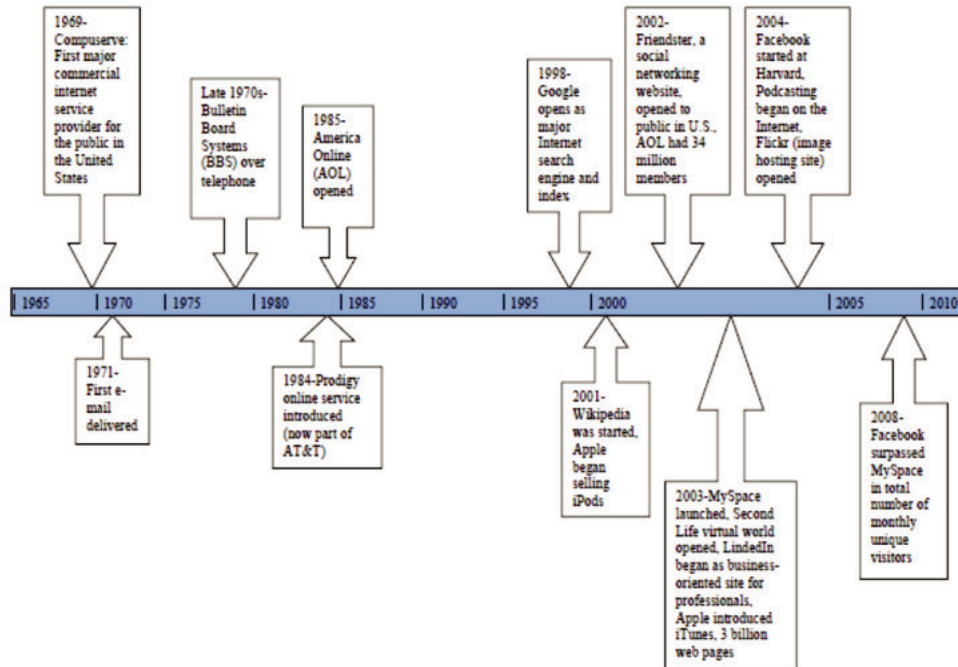 1969-
Compuserve:
First major
commercial
internet
service
provider for
the public in
the United
States
Late 1970s-
Bulletin
Board
Systems
(BBS) over
telephone
1985-
America
Online
(AOL)
opened
1998-
Google
opens as
major
Internet
search
engine and
index
2002-
Friendster, a
social
networking
website,
opened to
public in U.S.,
AOL had 34
million
members
2004-
Facebook
started at
Harvard,
Podcasting
began on the
Internet,
Flickr (image
hosting site)
opened
| 1965 | 1970 | 1975 | 1980 | 1985 | 1990 | 1995 | 2000 | 2005 | 2010
1971-
First e-
mail
delivered
1984-Prodigy
online service
introduced
(now part of
AT&T)
2001-
Wikipedia
was started,
Apple
began
selling
iPods
2003-MySpace
launched, Second
Life virtual world
opened, LindedIn
began as business-
oriented site for
professionals,
Apple introduced
iTunes, 3 billion
web pages
2008-
Facebook
surpassed
MySpace
in total
number of
monthly
unique
visitors